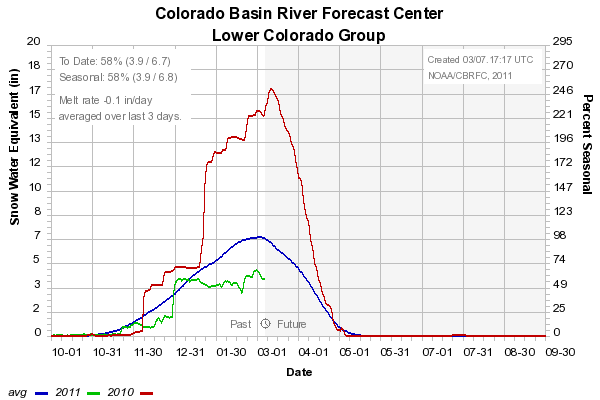 Colorado Basin River Forecast Center
Lower Colorado Group
To Date: 58% (3.9 / 6.7)
Seasonal: 58% (3.9 / 6.8)
Melt rate -0.1 in/day
averaged over last 3 days.
Created 03/07.17:17 UTC
NOAA/CBRFC, 2011
Snow Water Equivalent (in)
20
18
17
15
13
12
10
8
7
5
3
2
0
295
270
246
221
196
172
147
123
98
74
49
25
0
Percent Seasonal
Past
Future
10-01 10-31 11-30 12-31 01-30 03-01 04-01 05-01 05-31 07-01 07-31 08-30 09-30
Date
avg 2011 2010